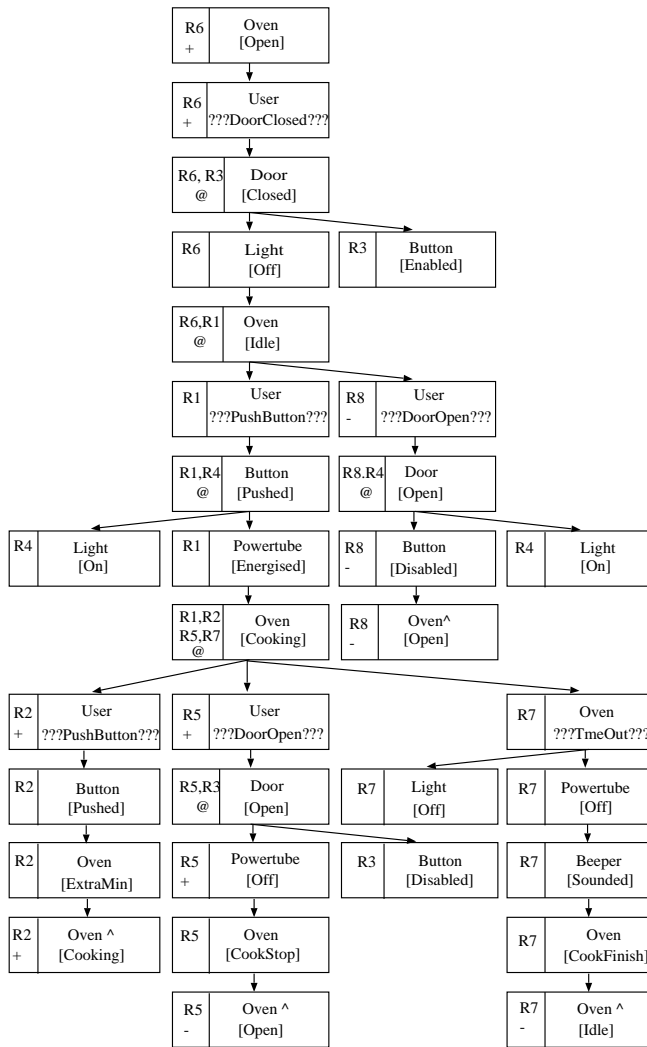 R6
+
Oven
[Open]
R6
+
User
???DoorClosed???
R6, R3
@
Door
[Closed]
R6
Light
[Off]
R3
Button
[Enabled]
R6,R1
@
Oven
[Idle]
R1
User
???PushButton???
R8
-
User
???DoorOpen???
R1,R4
@
Button
[Pushed]
R8.R4
@
Door
[Open]
R4
Light
[On]
R1
Powertube
[Energised]
R8
-
Button
[Disabled]
R4
Light
[On]
R1,R2
R5,R7
@
Oven
[Cooking]
R8
-
Oven^
[Open]
R2
+
User
???PushButton???
R5
+
User
???DoorOpen???
R7
Oven
???TmeOut???
R2
Button
[Pushed]
R5,R3
@
Door
[Open]
R7
Light
[Off]
R7
Powertube
[Off]
R2
Oven
[ExtraMin]
R5
+
Powertube
[Off]
R3
Button
[Disabled]
R7
Beeper
[Sounded]
R2
+
Oven ^
[Cooking]
R5
Oven
[CookStop]
R7
Oven
[CookFinish]
R5
-
Oven ^
[Open]
R7
-
Oven ^
[Idle]